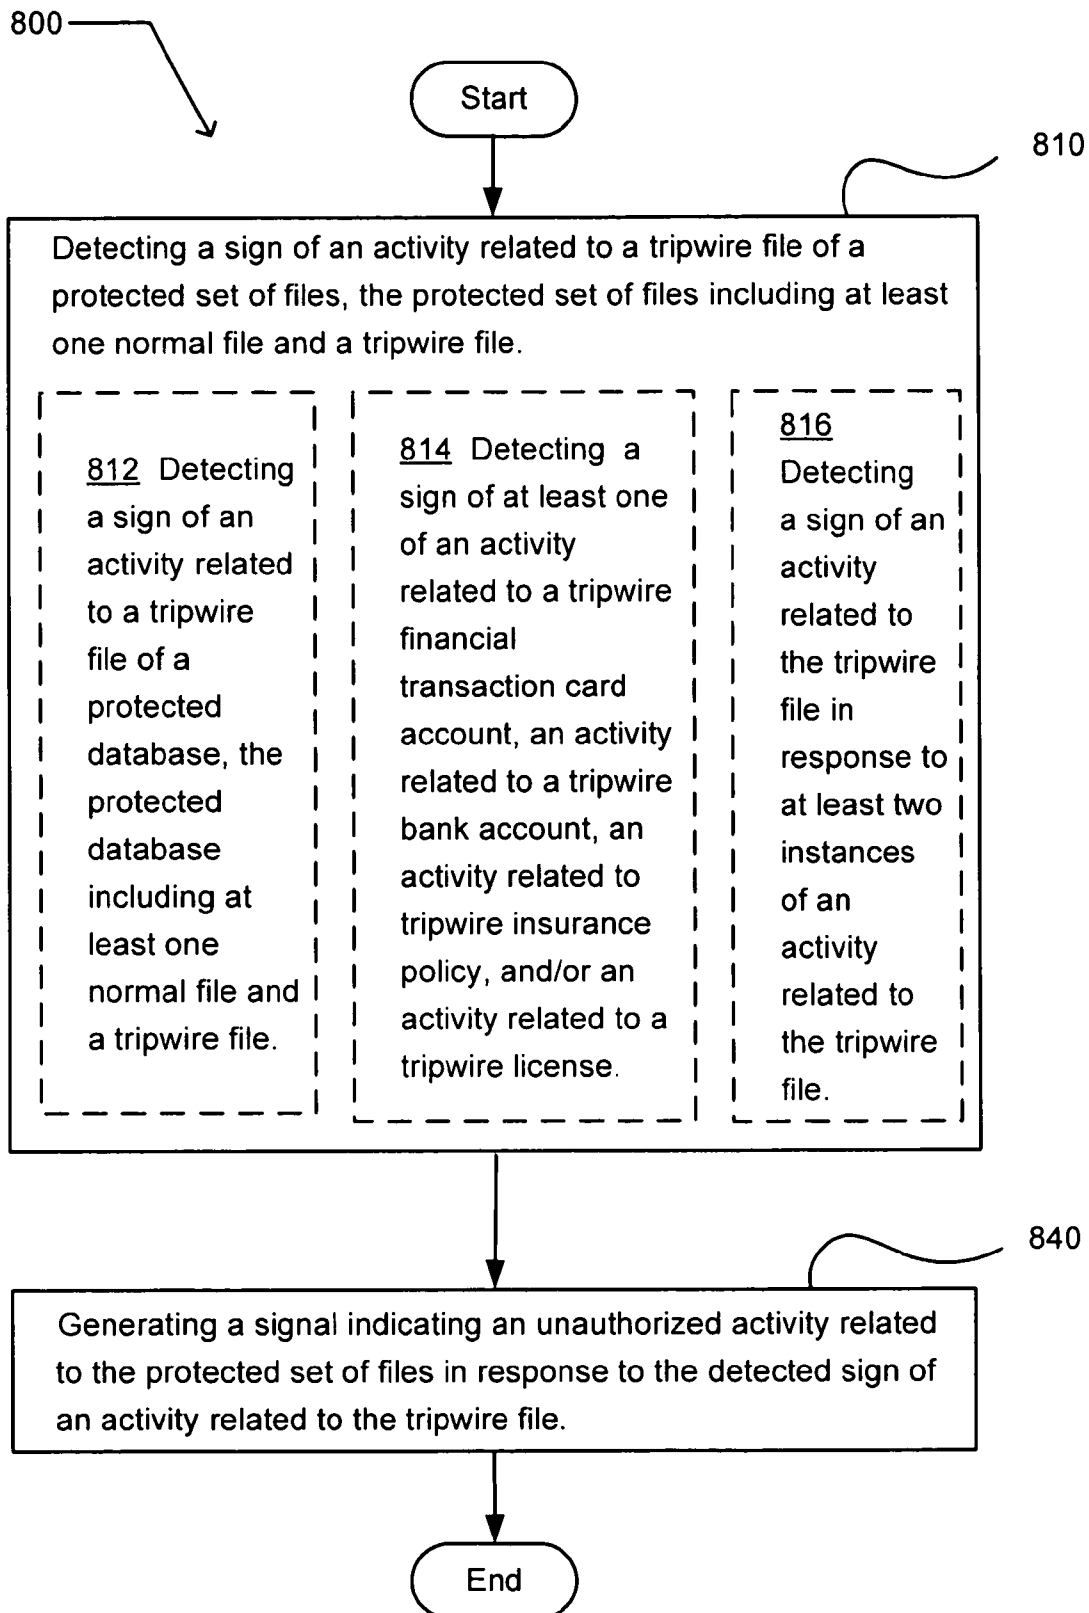 800
Start
810
Detecting a sign of an activity related to a tripwire file of a
protected set of files, the protected set of files including at least
one normal file and a tripwire file.
812 Detecting
a sign of an
activity related
to a tripwire
file of a
protected
database, the
protected
database
including at
least one
normal file and
a tripwire file.
814 Detecting a
sign of at least one
of an activity
related to a tripwire
financial
transaction card
account, an activity
related to a tripwire
bank account, an
activity related to
tripwire insurance
policy, and/or an
activity related to a
tripwire license.
816
Detecting
a sign of an
activity
related to
the tripwire
file in
response to
at least two
instances
of an
activity
related to
the tripwire
file.
840
Generating a signal indicating an unauthorized activity related
to the protected set of files in response to the detected sign of
an activity related to the tripwire file.
End